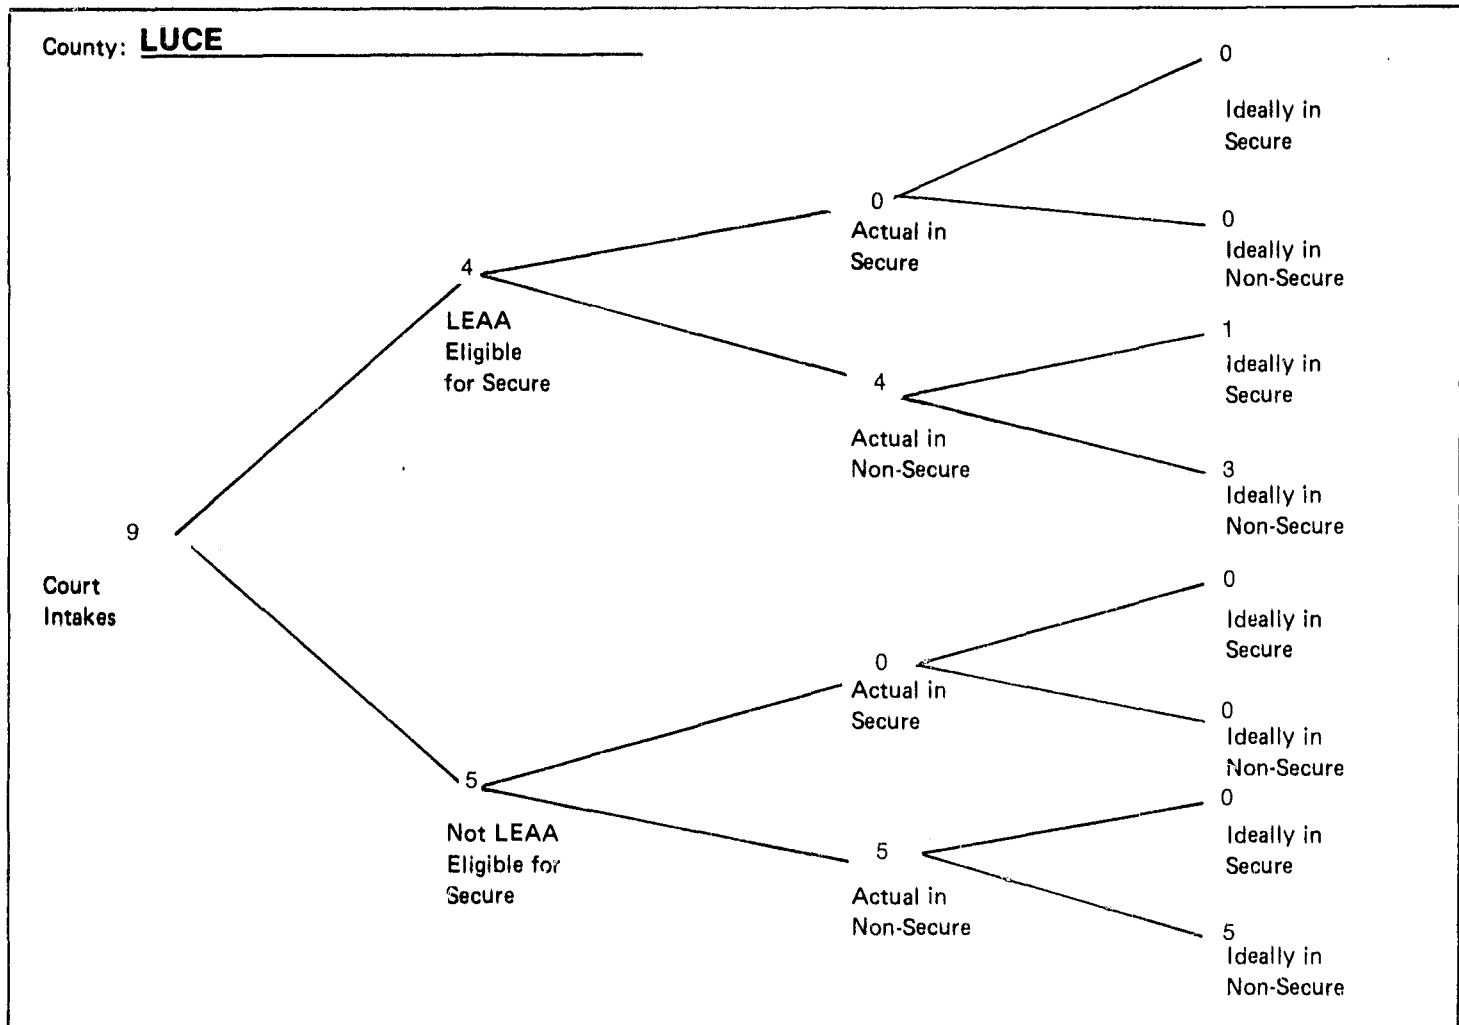 County: LUCE
0
Ideally in
Secure
0
Actual in
Secure
0
Ideally in
Non-Secure
4
LEAA
Eligible
for Secure
1
Ideally in
Secure
4
Actual in
Non-Secure
3
Ideally in
Non-Secure
9
Court
Intakes
0
Ideally in
Secure
0
Actual in
Secure
0
Ideally in
Non-Secure
5
Not LEAA
Eligible for
Secure
0
Ideally in
Secure
5
Actual in
Non-Secure
5
Ideally in
Non-Secure